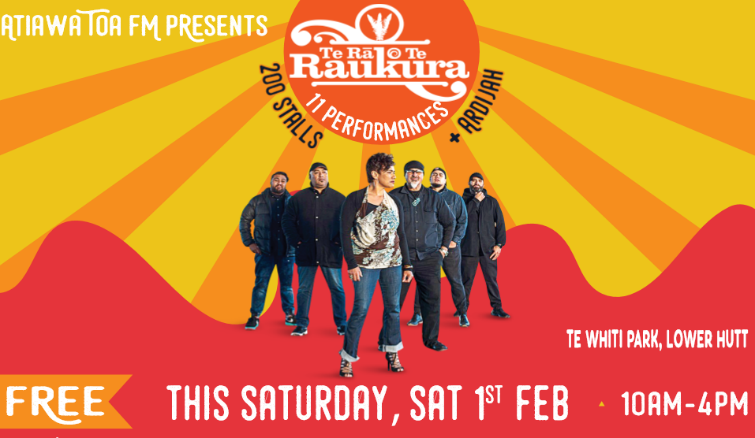 ATIAWA TOA FM PRESENTS
Te Rā o Te
Raukura
200 STALLS
11 PERFORMANCES
+ ARDIJAH
TE WHITI PARK, LOWER HUTT
FREE
THIS SATURDAY, SAT 1ST FEB
10AM-4PM